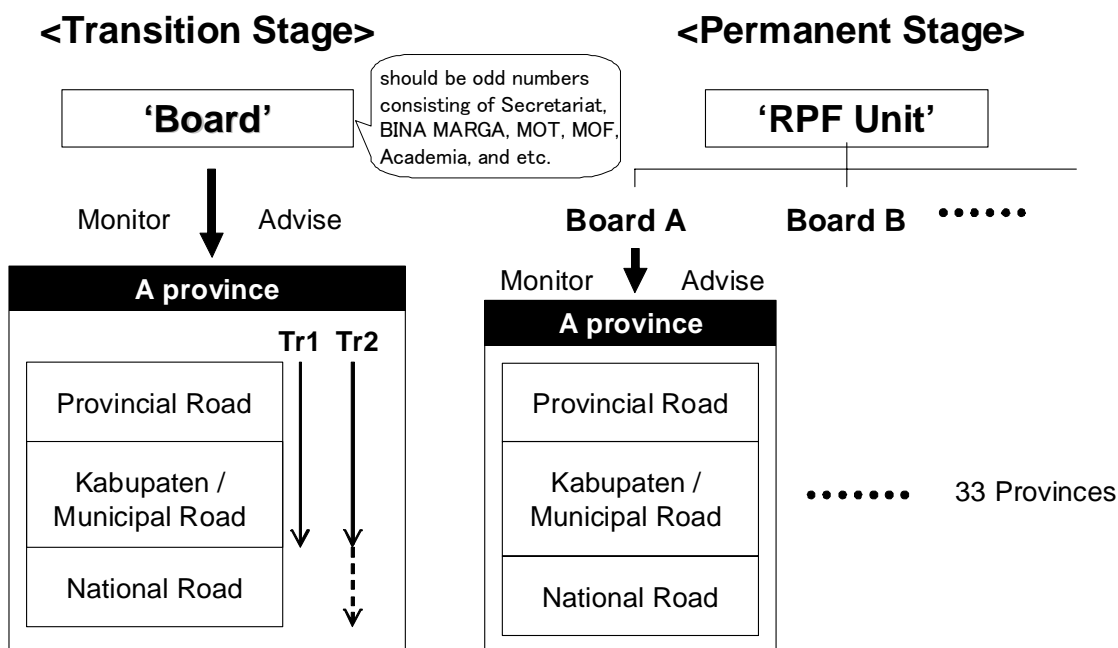 <Transition Stage>
'Board'
should be odd numbers
consisting of Secretariat,
BINA MARGA, MOT, MOF,
Academia, and etc.
Monitor Advise
A province
Tr1 Tr2
Provincial Road
Kabupaten /
Municipal Road
National Road
<Permanent Stage>
'RPF Unit'
Board A Board B ••••••
Monitor Advise
A province
Provincial Road
Kabupaten /
Municipal Road
National Road
••••••• 33 Provinces